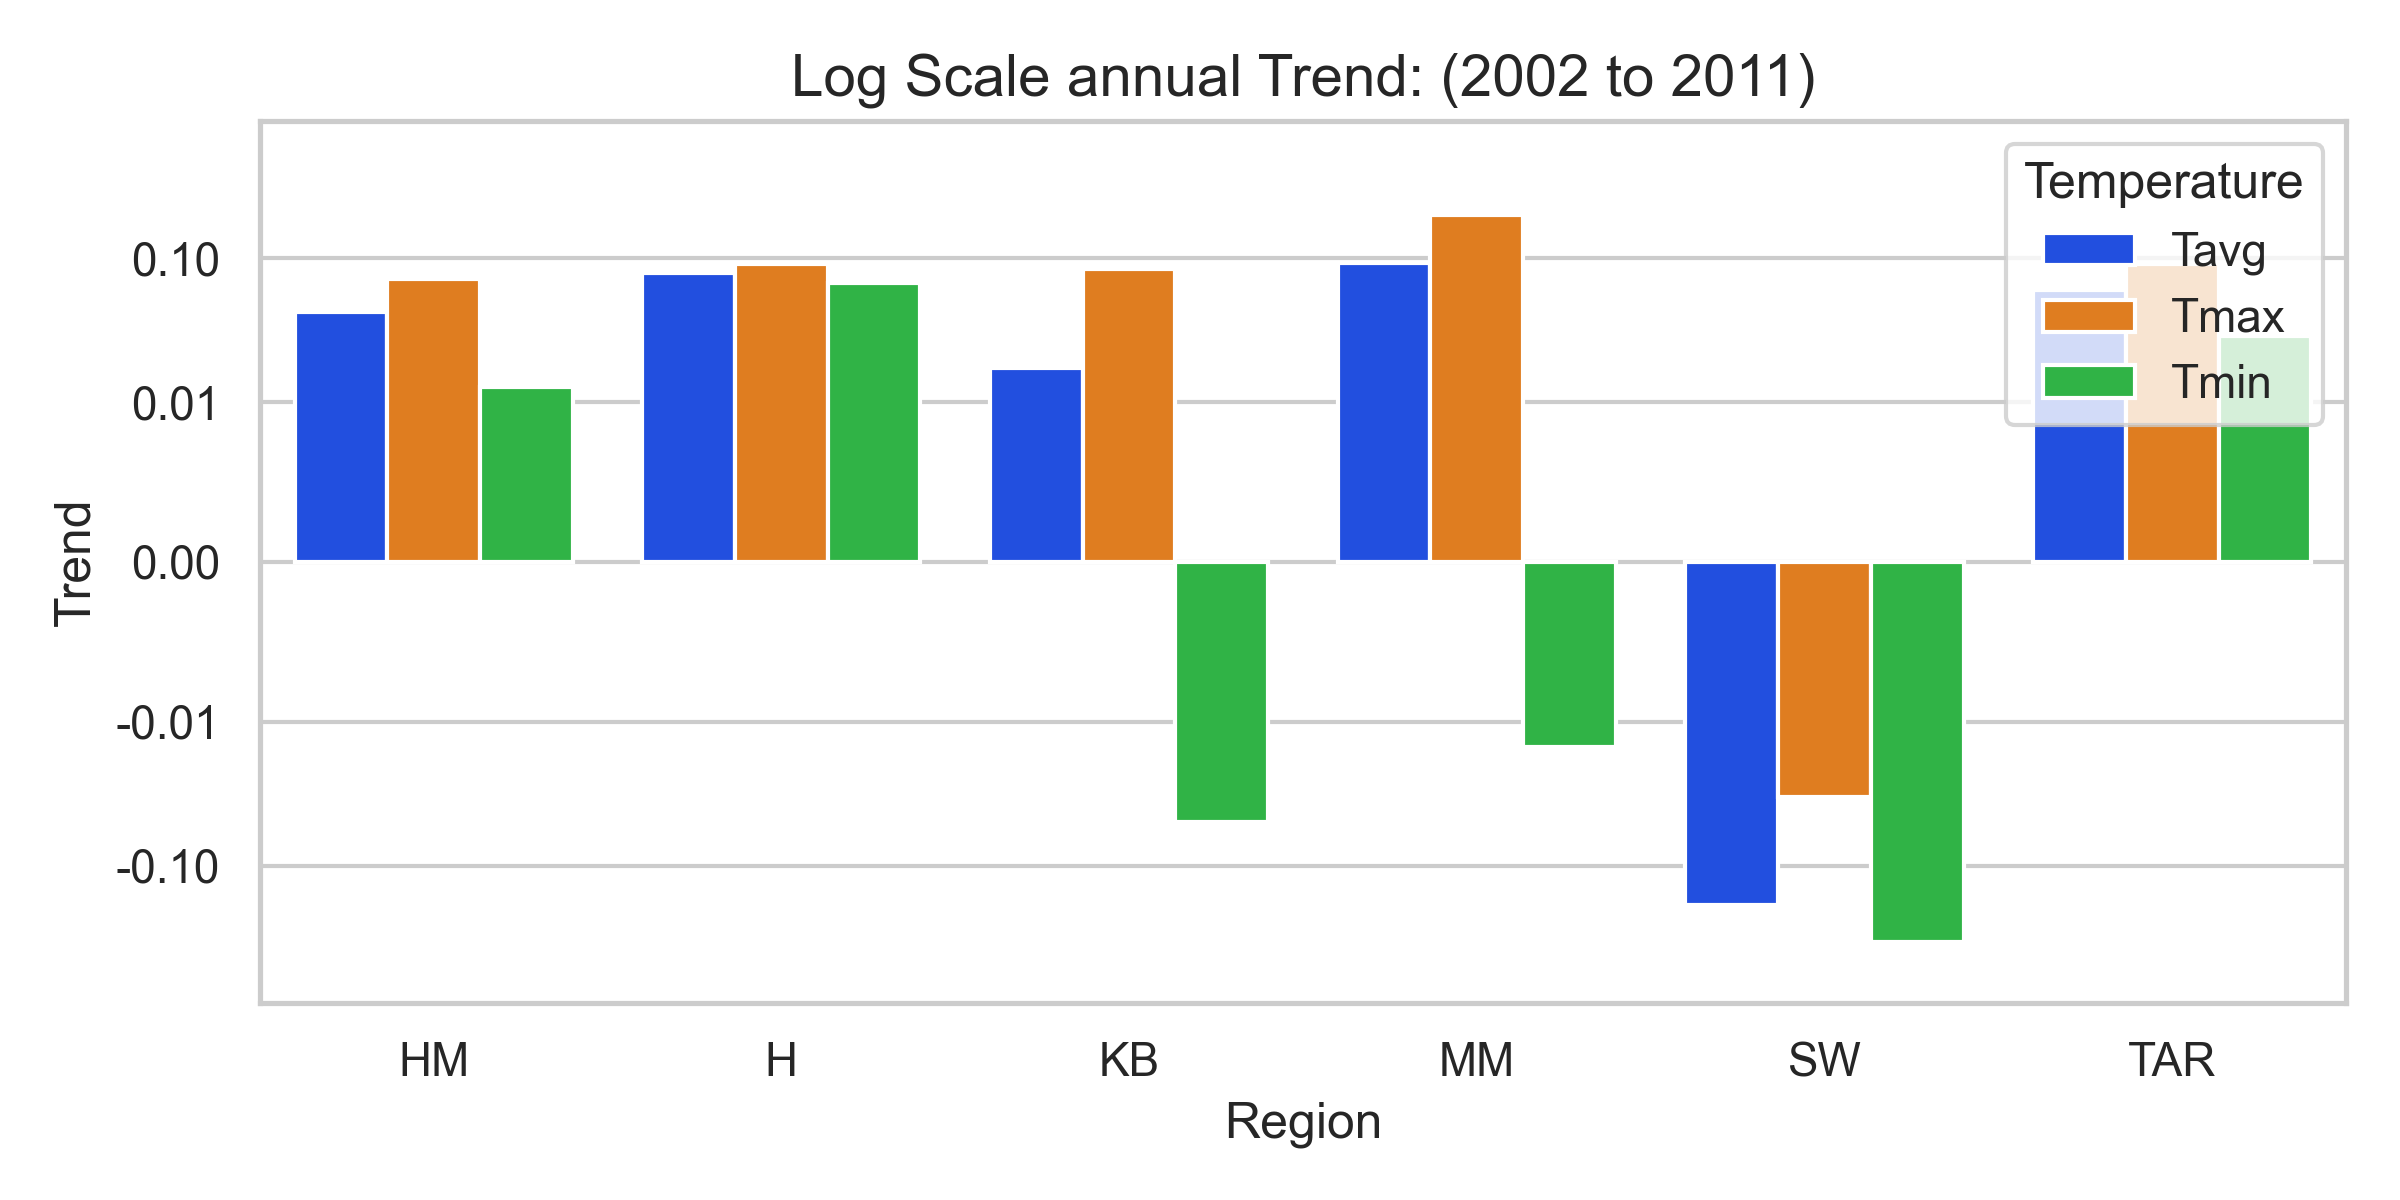 Log Scale annual Trend: (2002 to 2011)
Temperature
Tavg
Tmax
Tmin
0.10
0.01
0.00
-0.01
-0.10
Trend
HM
H
KB
MM
SW
TAR
Region